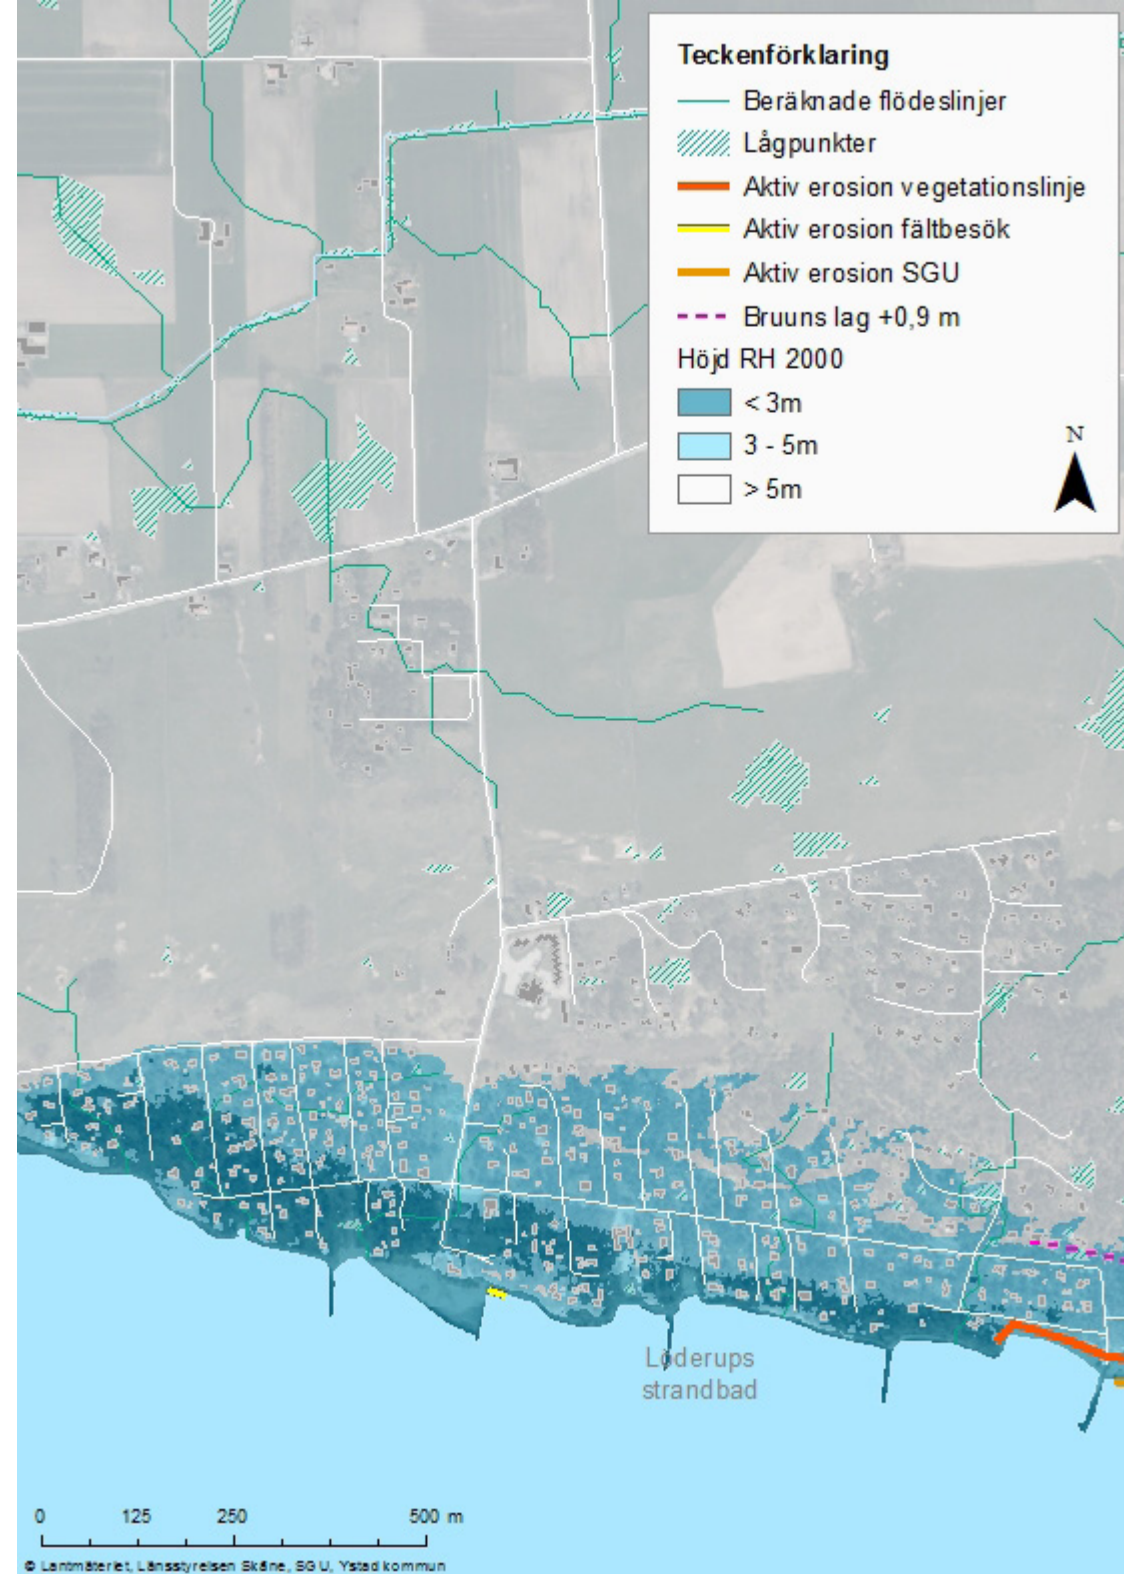 Teckenförklaring
Beräknade flödeslinjer
Lågpunkter
Aktiv erosion vegetationslinje
Aktiv erosion fältbesök
Aktiv erosion SGU
Bruuns lag +0,9 m
Höjd RH 2000
< 3m
3 - 5m
> 5m
N
Löderups
strandbad
0 125 250 500 m
© Lantmäteriet, Länsstyrelsen Skåne, SGU, Ystad kommun